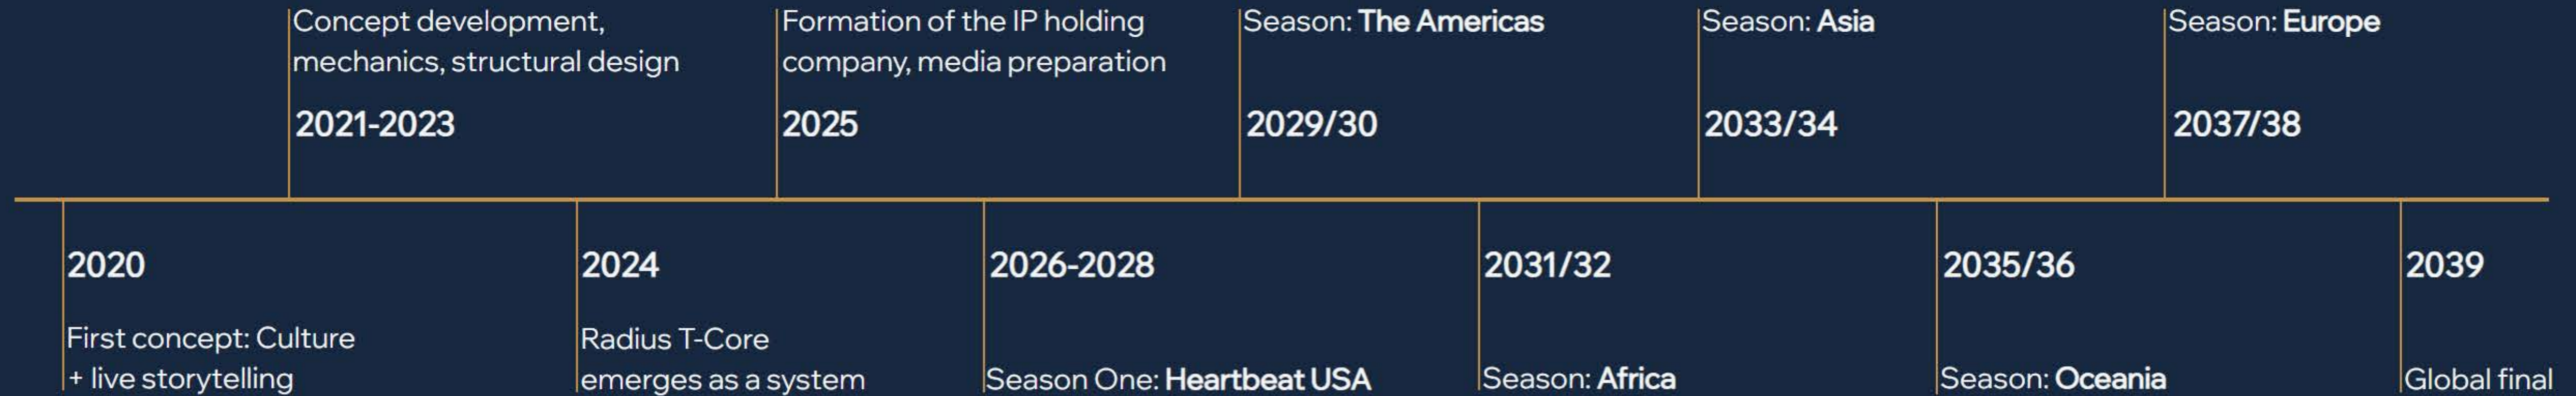 Concept development,
mechanics, structural design
2021-2023
Formation of the IP holding
company, media preparation
2025
Season: The Americas
2029/30
Season: Asia
2033/34
Season: Europe
2037/38
2020
First concept: Culture
+ live storytelling
2024
Radius T-Core
emerges as a system
2026-2028
Season One: Heartbeat USA
2031/32
Season: Africa
2035/36
Season: Oceania
2039
Global final